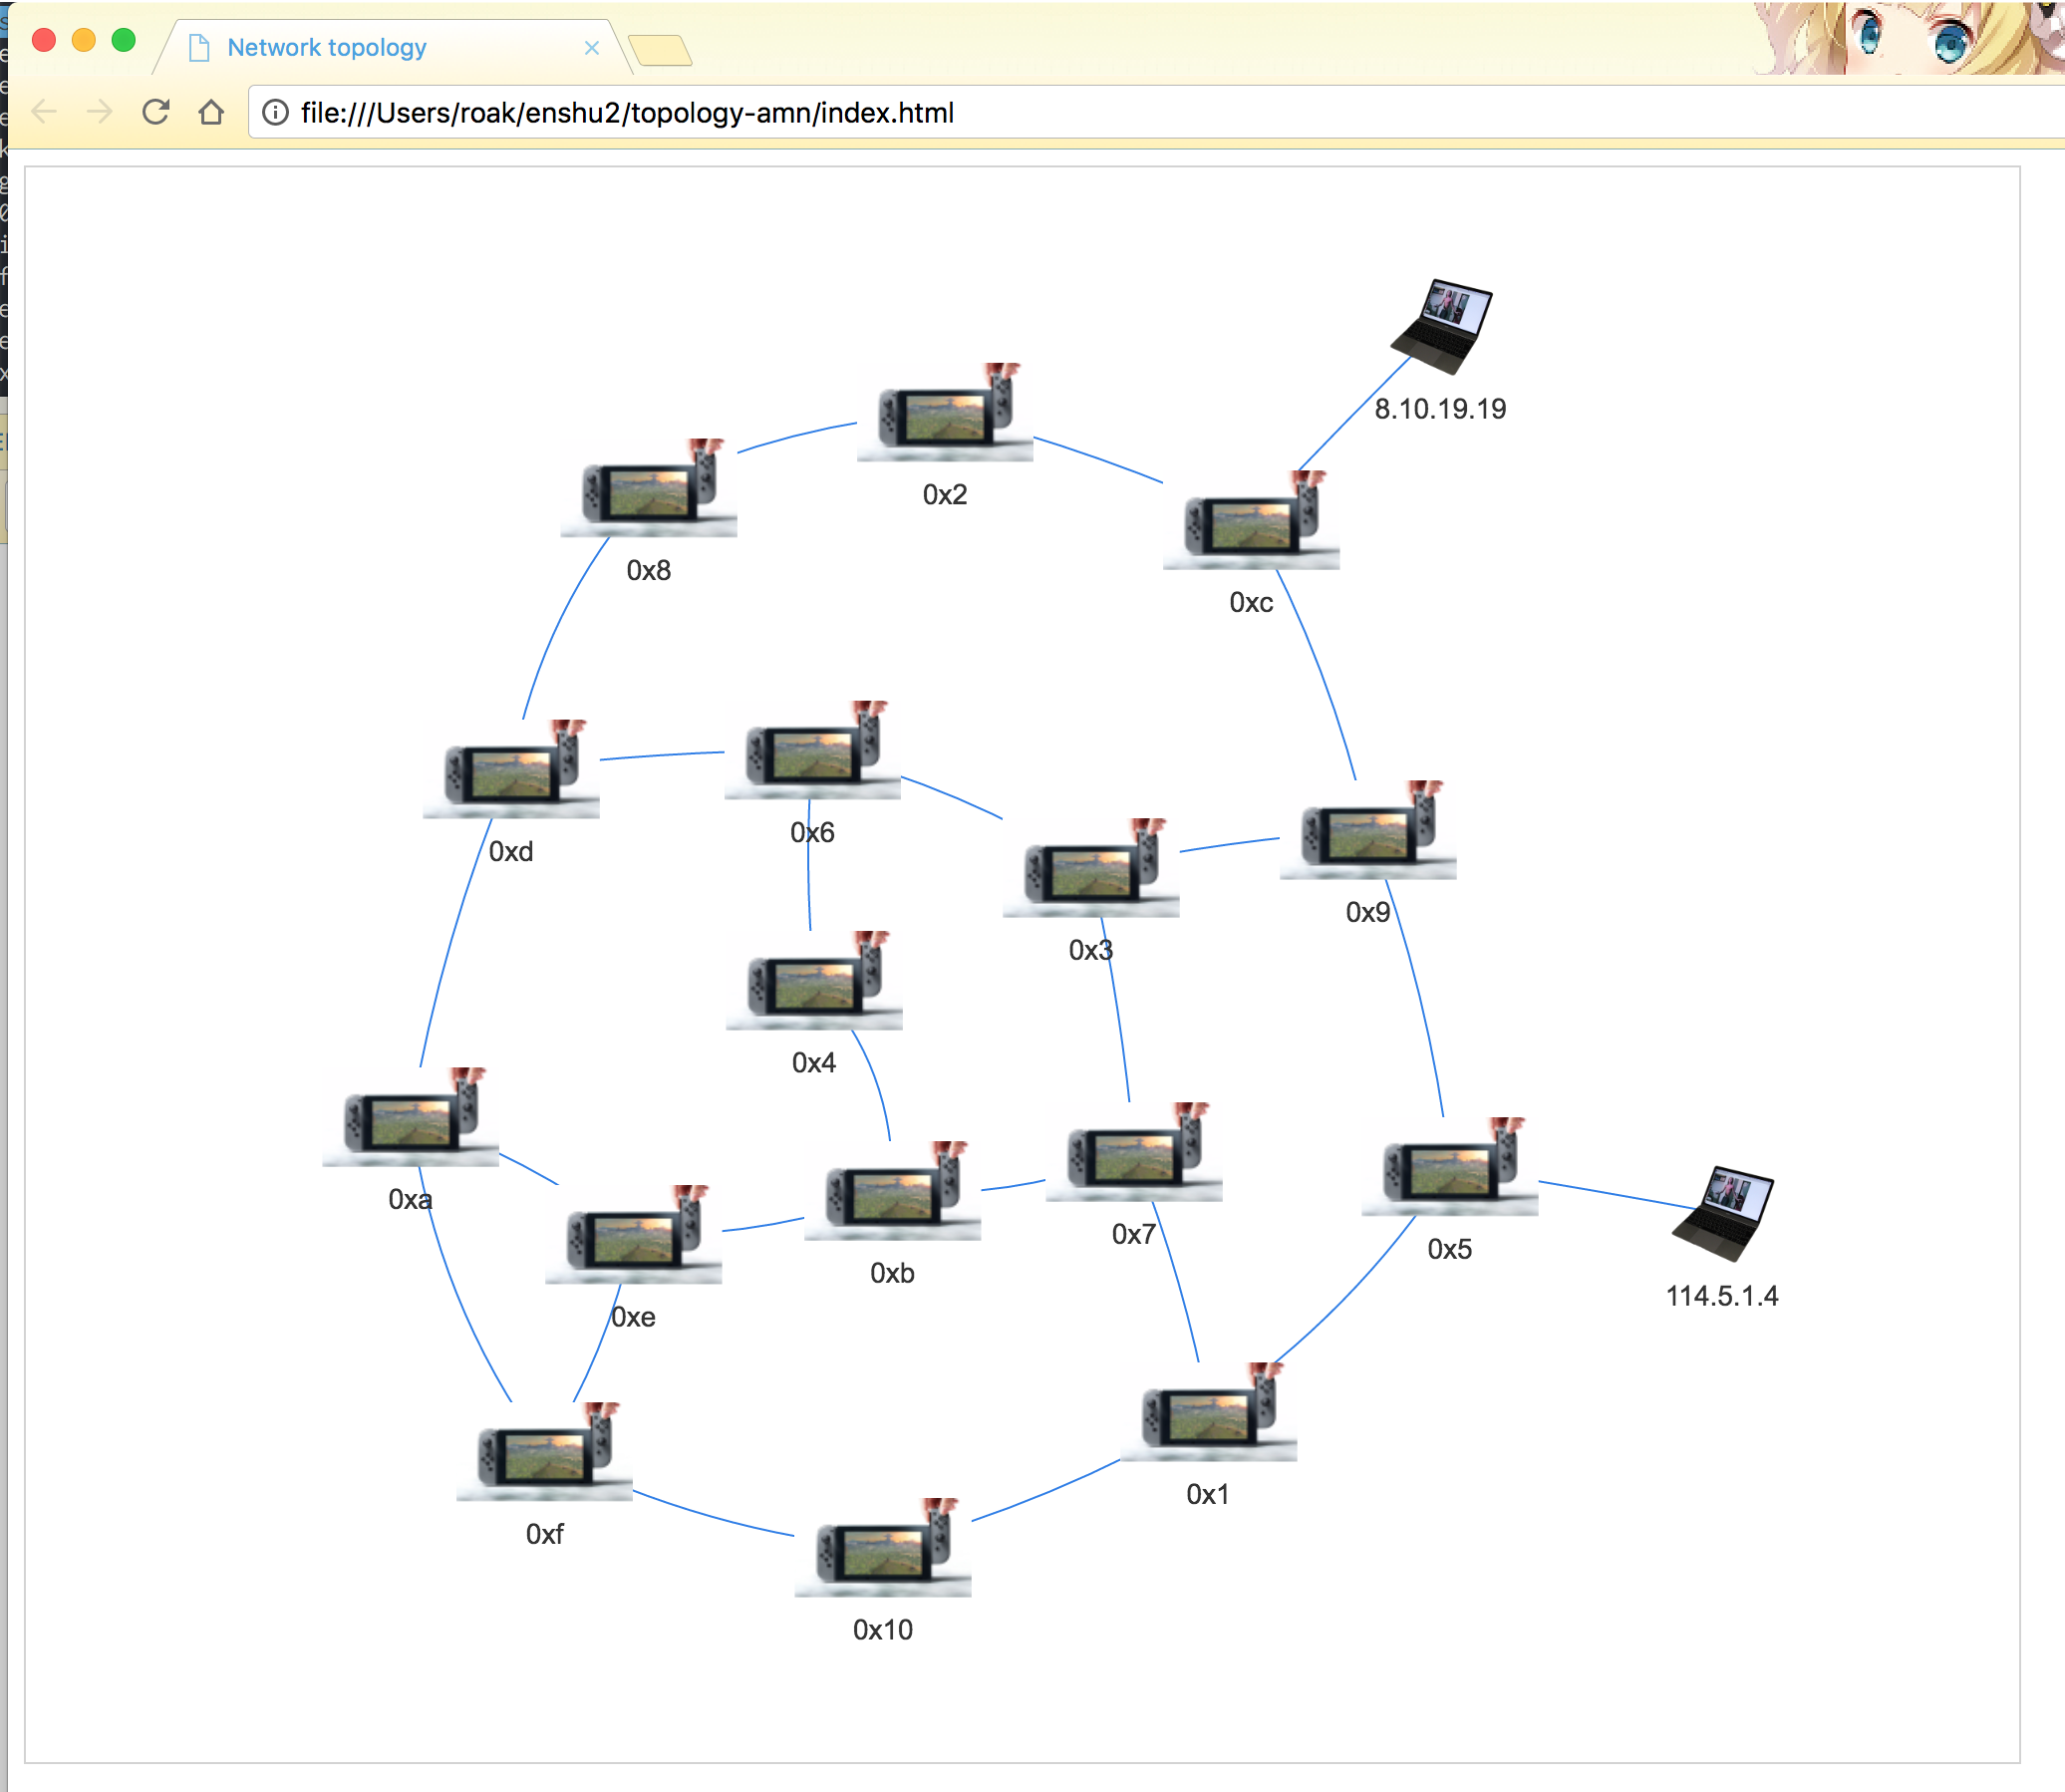 Network topology
file:///Users/roak/enshu2/topology-amn/index.html
8.10.19.19
0x2
0x8
0xc
0x6
0xd
0x9
0x3
0x4
0xa
0x7
0x5
0xb
114.5.1.4
0xe
0x1
0xf
0x10